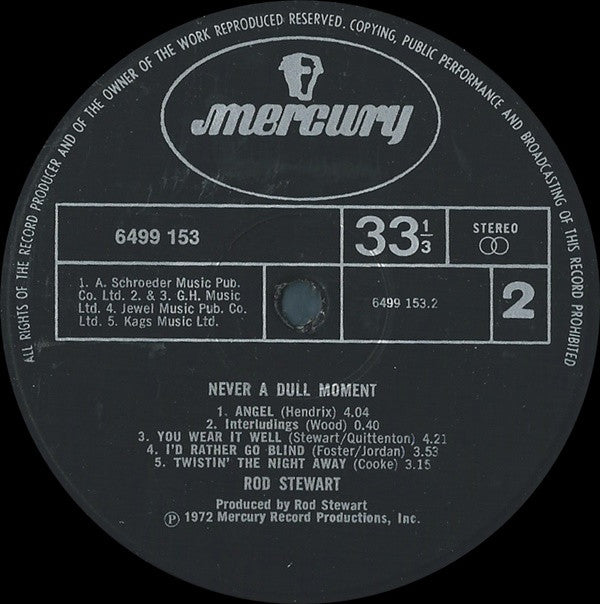 ALL RIGHTS OF THE RECORD PRODUCER AND OF THE OWNER OF THE WORK REPRODUCED RESERVED. COPYING, PUBLIC PERFORMANCE AND BROADCASTING OF THIS RECORD PROHIBITED
mercury
6499 153
33 1/3
STEREO
1. A. Schroeder Music Pub.
Co. Ltd. 2. & 3. G.H. Music
Ltd. 4. Jewel Music Pub. Co.
Ltd. 5. Kags Music Ltd.
6499 153.2
2
NEVER A DULL MOMENT
1. ANGEL (Hendrix) 4.04
2. Interludings (Wood) 0.40
3. YOU WEAR IT WELL (Stewart/Quittenton) 4.21
4. I'D RATHER GO BLIND (Foster/Jordan) 3.53
5. TWISTIN' THE NIGHT AWAY (Cooke) 3.15
ROD STEWART
Produced by Rod Stewart
℗ 1972 Mercury Record Productions, Inc.